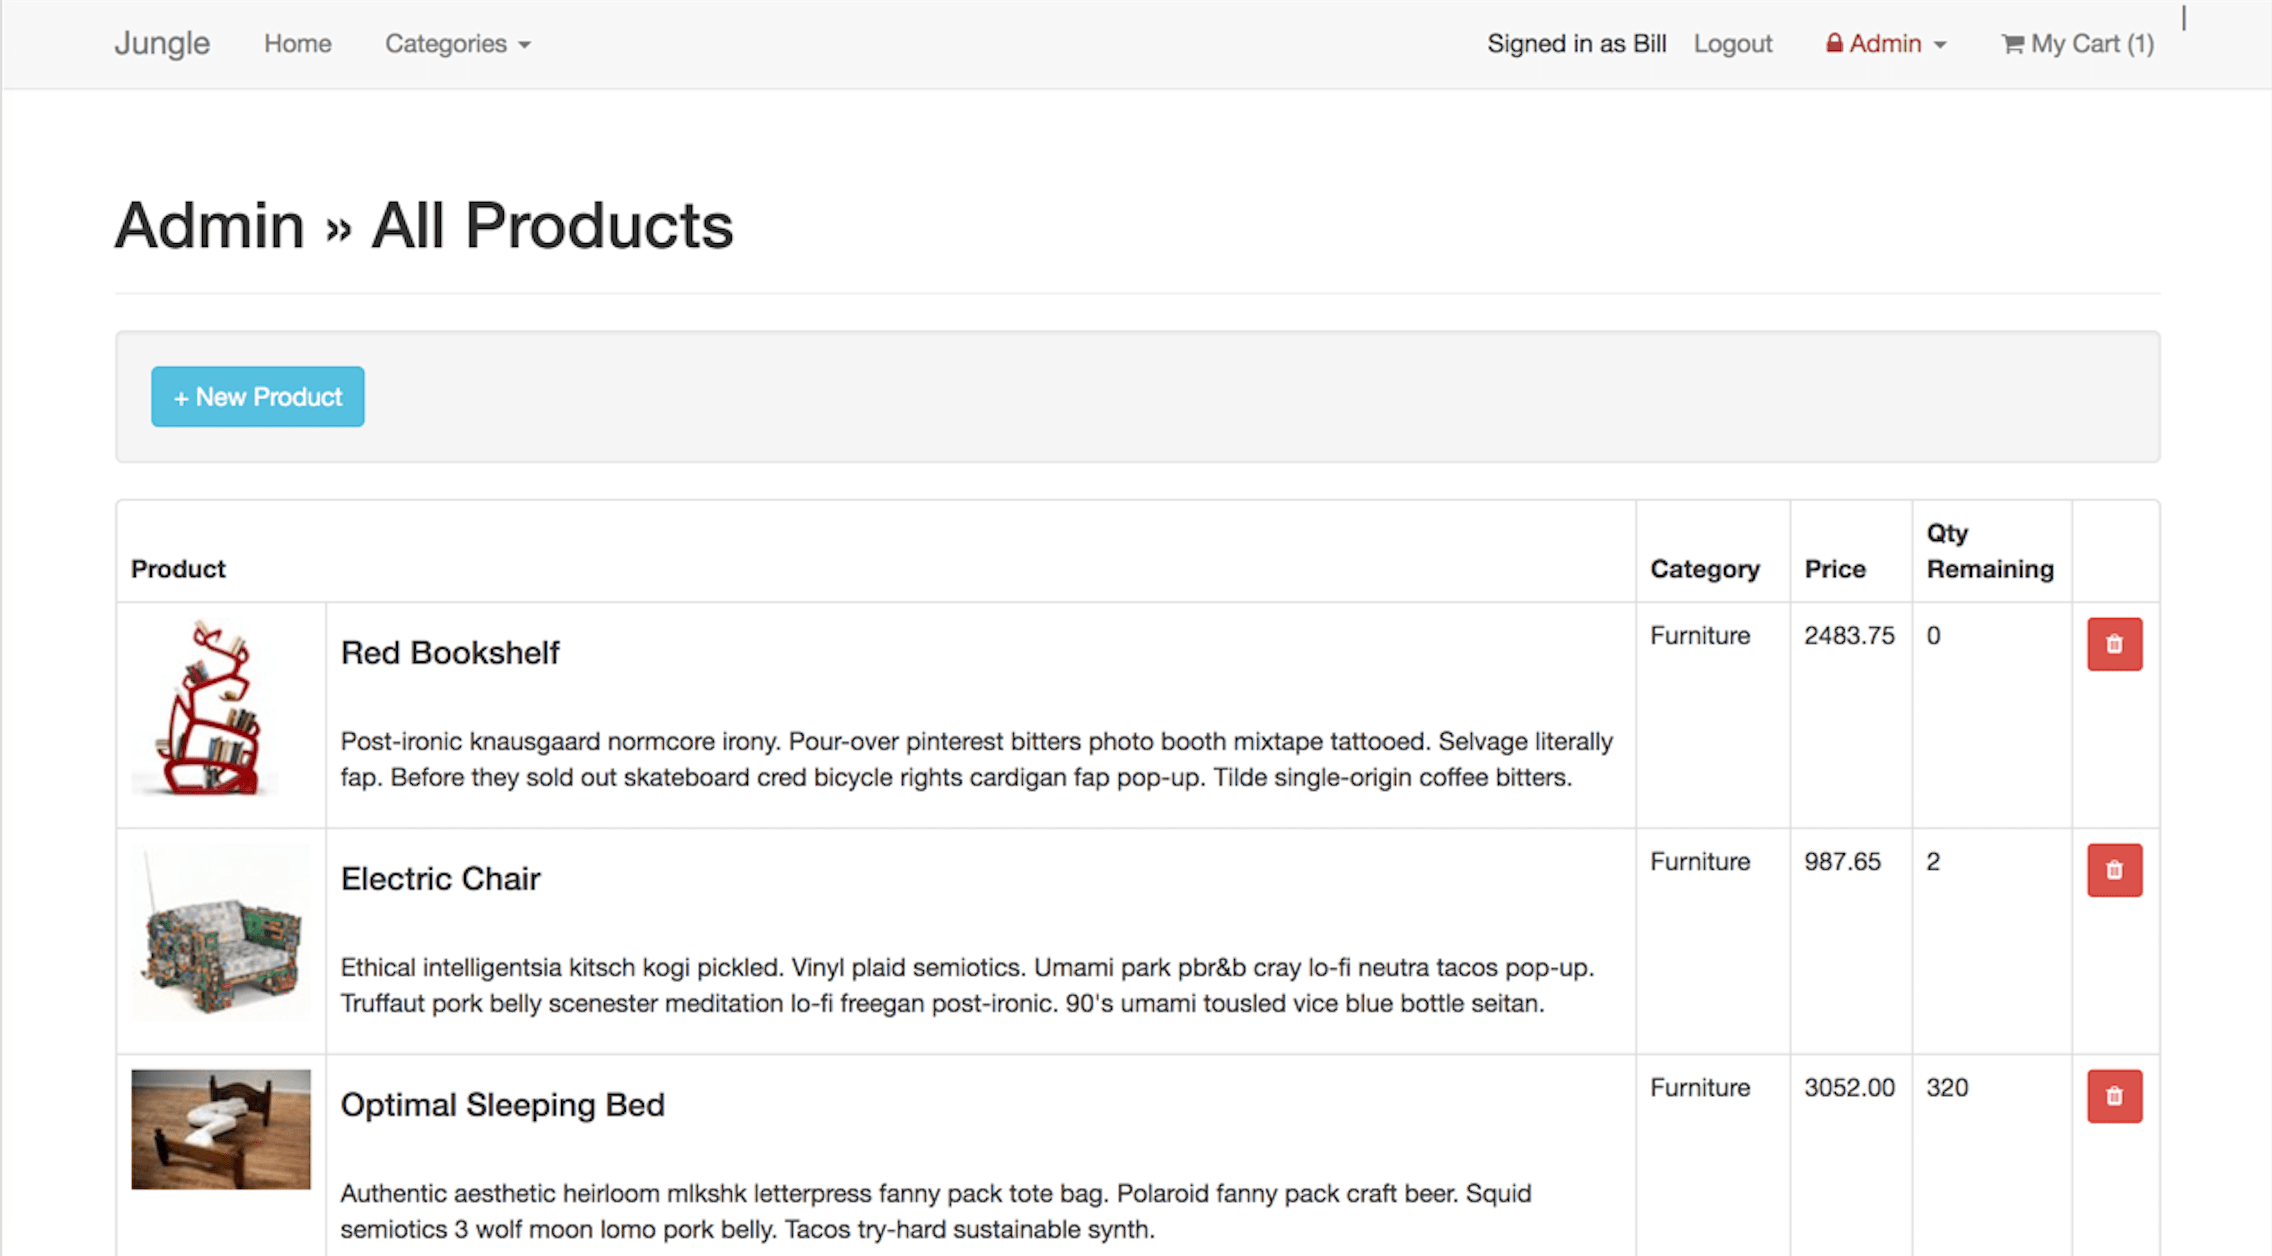 Jungle Home Categories Signed in as Bill Logout Admin My Cart (1)
Admin » All Products
+ New Product
Product Category Price Qty Remaining
Red Bookshelf Furniture 2483.75 0
Post-ironic knausgaard normcore irony. Pour-over pinterest bitters photo booth mixtape tattooed. Selvage literally
fap. Before they sold out skateboard cred bicycle rights cardigan fap pop-up. Tilde single-origin coffee bitters.
Electric Chair Furniture 987.65 2
Ethical intelligentsia kitsch kogi pickled. Vinyl plaid semiotics. Umami park pbr&b cray lo-fi neutra tacos pop-up.
Truffaut pork belly scenester meditation lo-fi freegan post-ironic. 90's umami tousled vice blue bottle seitan.
Optimal Sleeping Bed Furniture 3052.00 320
Authentic aesthetic heirloom mlkshk letterpress fanny pack tote bag. Polaroid fanny pack craft beer. Squid
semiotics 3 wolf moon lomo pork belly. Tacos try-hard sustainable synth.